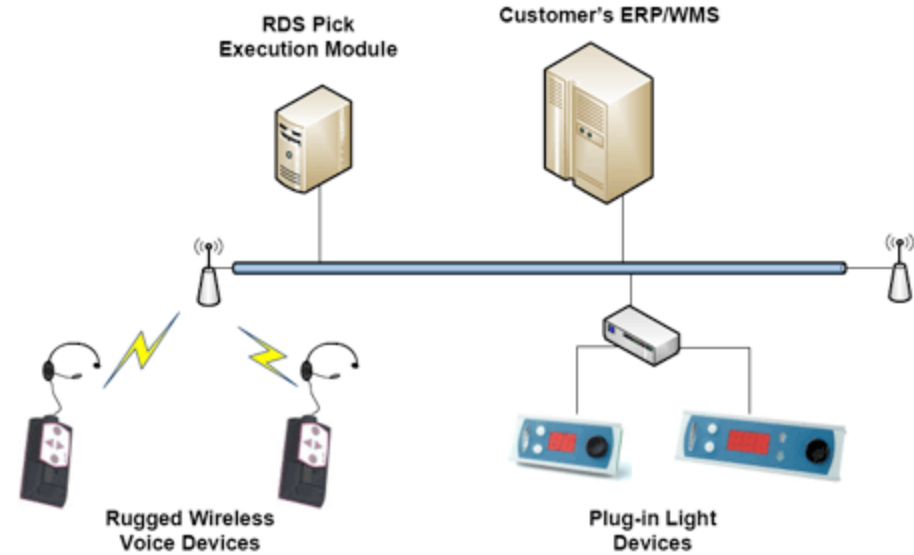 RDS Pick
Execution Module
Customer's ERP/WMS
Rugged Wireless
Voice Devices
Plug-in Light
Devices